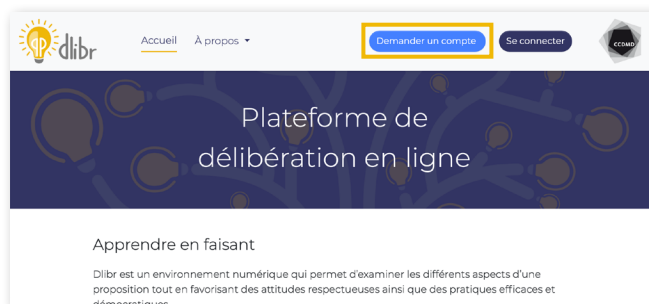 dlibr
Accueil
À propos
Demander un compte
Se connecter
CCDMD
Plateforme de
délibération en ligne
Apprendre en faisant
Dlibr est un environnement numérique qui permet d'examiner les différents aspects d'une
proposition tout en favorisant des attitudes respectueuses ainsi que des pratiques efficaces et
démocratiques